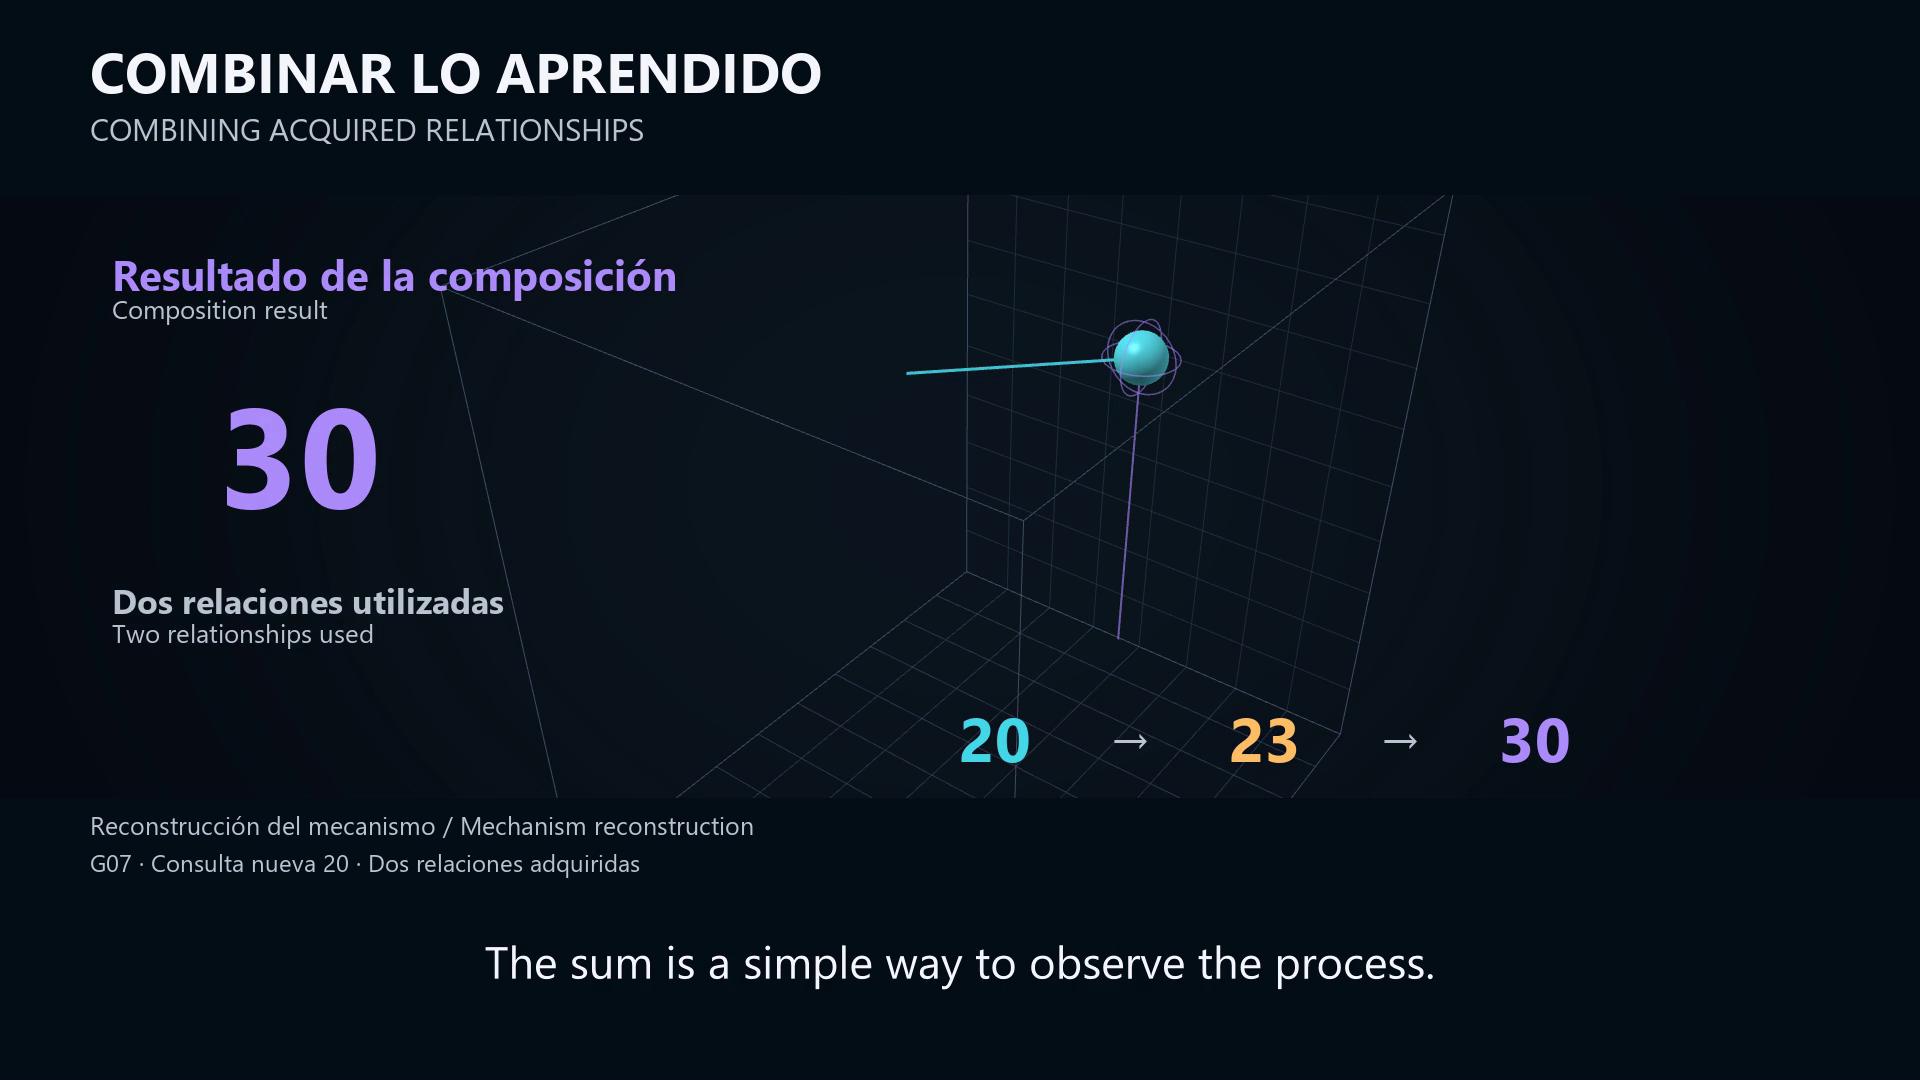 COMBINAR LO APRENDIDO
COMBINING ACQUIRED RELATIONSHIPS
Resultado de la composición
Composition result
30
Dos relaciones utilizadas
Two relationships used
20 → 23 → 30
Reconstrucción del mecanismo / Mechanism reconstruction
G07 · Consulta nueva 20 · Dos relaciones adquiridas
The sum is a simple way to observe the process.